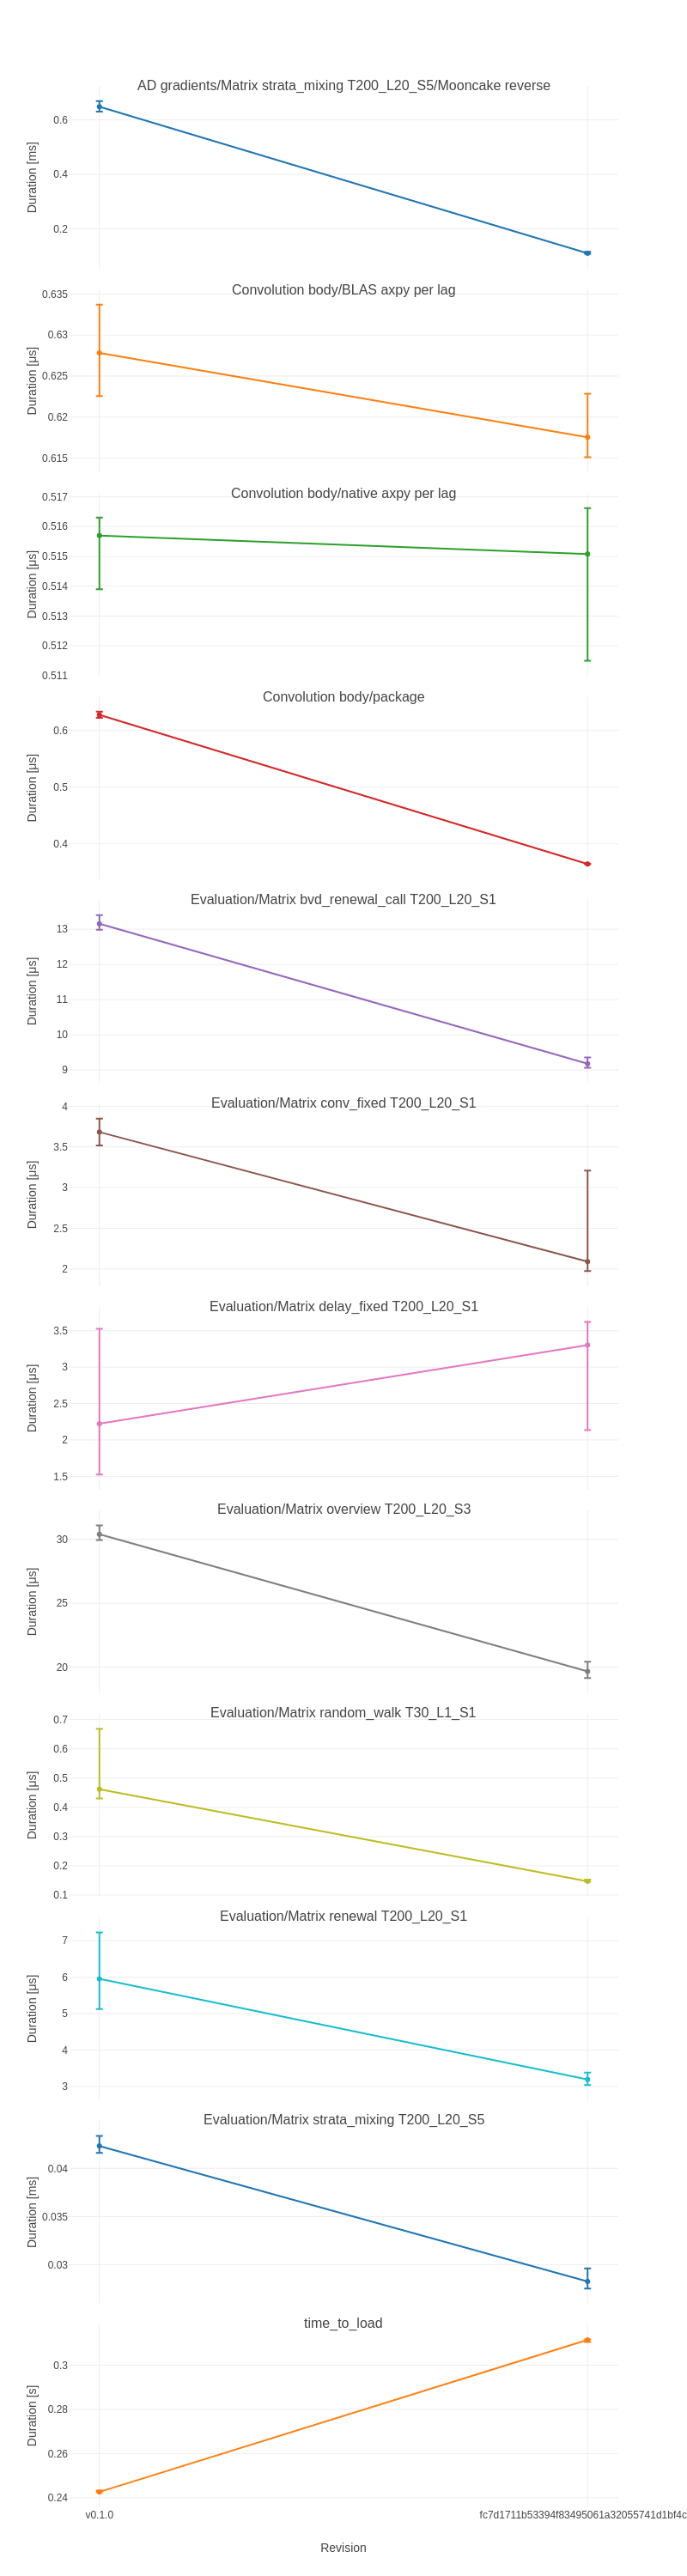 AD gradients/Matrix strata_mixing T200_L20_S5/Mooncake reverse
0.6
0.4
0.2
Duration [ms]
Convolution body/BLAS axpy per lag
0.635
0.63
0.625
0.62
0.615
Duration [μs]
Convolution body/native axpy per lag
0.517
0.516
0.515
0.514
0.513
0.512
0.511
Duration [μs]
Convolution body/package
0.6
0.5
0.4
Duration [μs]
Evaluation/Matrix bvd_renewal_call T200_L20_S1
13
12
11
10
9
Duration [μs]
Evaluation/Matrix conv_fixed T200_L20_S1
4
3.5
3
2.5
2
Duration [μs]
Evaluation/Matrix delay_fixed T200_L20_S1
3.5
3
2.5
2
1.5
Duration [μs]
Evaluation/Matrix overview T200_L20_S3
30
25
20
Duration [μs]
Evaluation/Matrix random_walk T30_L1_S1
0.7
0.6
0.5
0.4
0.3
0.2
0.1
Duration [μs]
Evaluation/Matrix renewal T200_L20_S1
7
6
5
4
3
Duration [μs]
Evaluation/Matrix strata_mixing T200_L20_S5
0.04
0.035
0.03
Duration [ms]
time_to_load
0.3
0.28
0.26
0.24
Duration [s]
v0.1.0
fc7d1711b53394f83495061a32055741d1bf4c
Revision